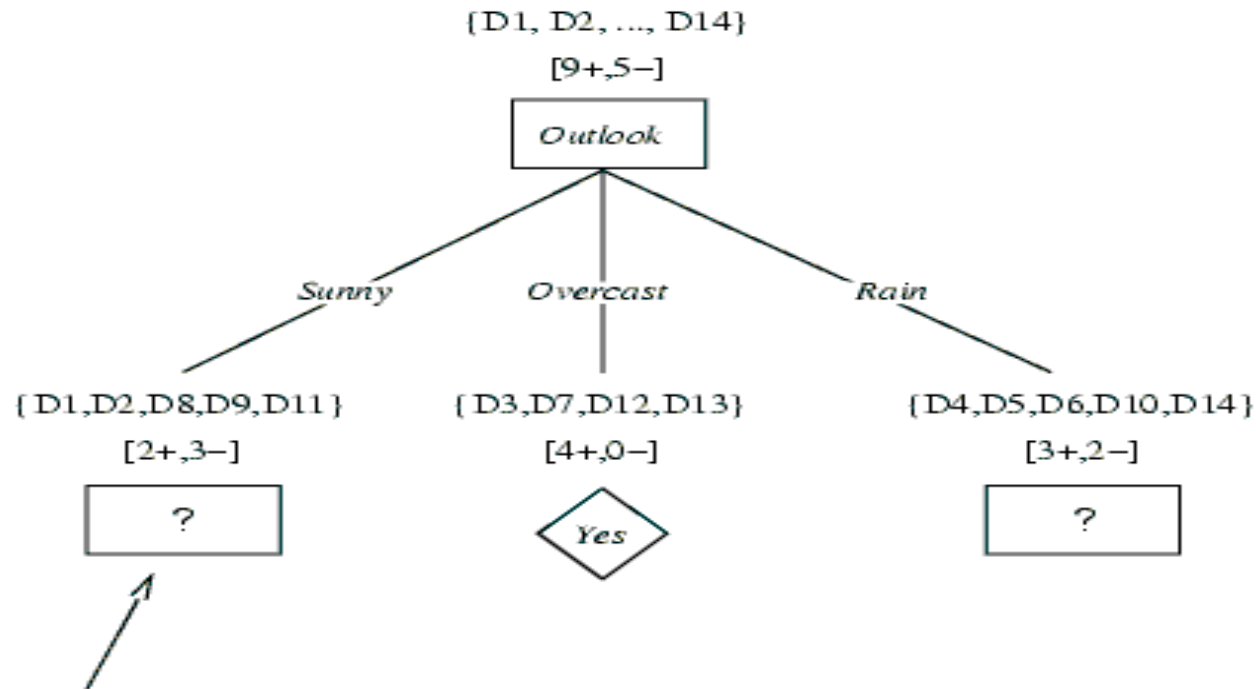 {D1, D2, ..., D14}
[9+,5−]
Outlook
Sunny Overcast Rain
{D1,D2,D8,D9,D11} {D3,D7,D12,D13} {D4,D5,D6,D10,D14}
[2+,3−] [4+,0−] [3+,2−]
? Yes ?